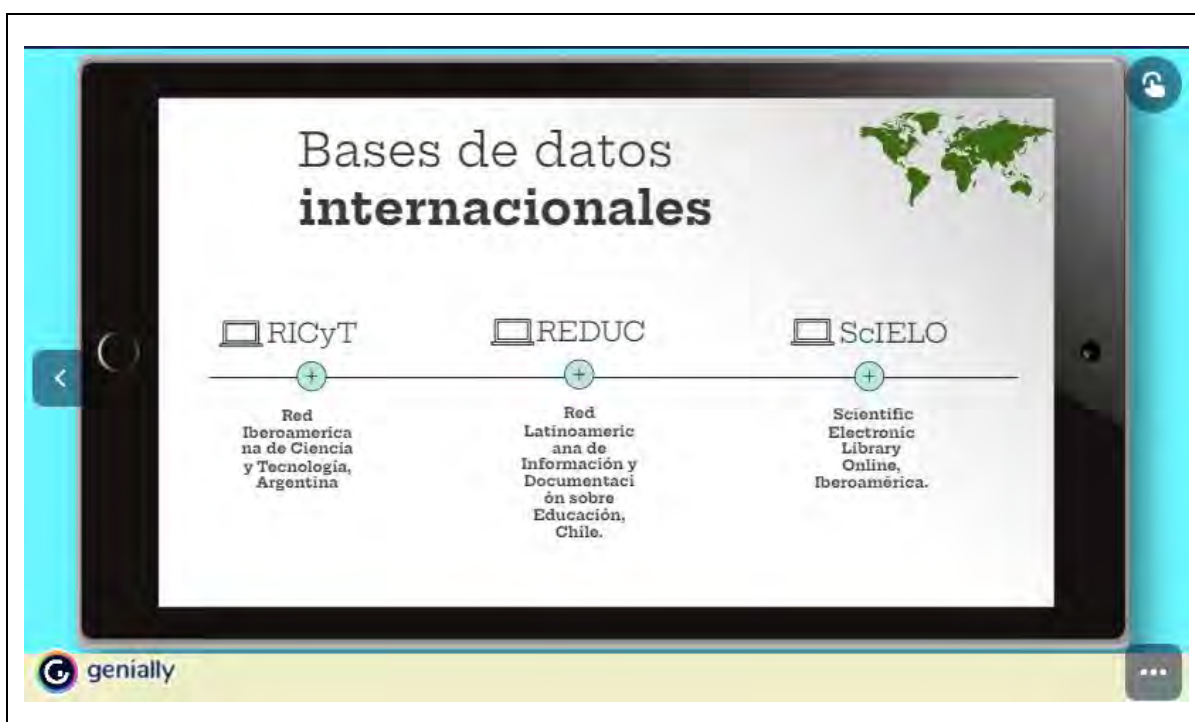 Bases de datos
internacionales
RICyT
REDUC
ScIELO
Red
Iberoamerica
na de Ciencia
y Tecnología,
Argentina
Red
Latinoameric
ana de
Información y
Documentaci
ón sobre
Educación,
Chile.
Scientific
Electronic
Library
Online,
Iberoamérica.
genially